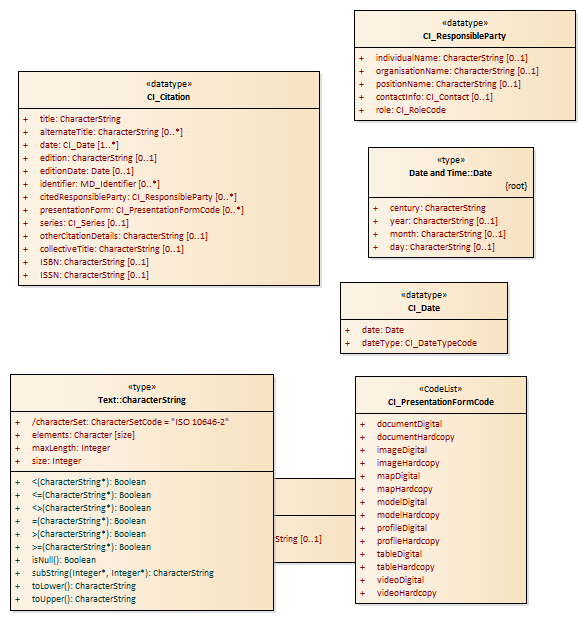 «datatype»
CI_ResponsibleParty
+ individualName: CharacterString [0..1]
+ organisationName: CharacterString [0..1]
+ positionName: CharacterString [0..1]
+ contactInfo: CI_Contact [0..1]
+ role: CI_RoleCode
«datatype»
CI_Citation
+ title: CharacterString
+ alternateTitle: CharacterString [0..*]
+ date: CI_Date [1..*]
+ edition: CharacterString [0..1]
+ editionDate: Date [0..1]
+ identifier: MD_Identifier [0..*]
+ citedResponsibleParty: CI_ResponsibleParty [0..*]
+ presentationForm: CI_PresentationFormCode [0..*]
+ series: CI_Series [0..1]
+ otherCitationDetails: CharacterString [0..1]
+ collectiveTitle: CharacterString [0..1]
+ ISBN: CharacterString [0..1]
+ ISSN: CharacterString [0..1]
«type»
Date and Time::Date
{root}
+ century: CharacterString
+ year: CharacterString [0..1]
+ month: CharacterString [0..1]
+ day: CharacterString [0..1]
«datatype»
CI_Date
+ date: Date
+ dateType: CI_DateTypeCode
«type»
Text::CharacterString
+ /characterSet: CharacterSetCode = "ISO 10646-2"
+ elements: Character [size]
+ maxLength: Integer
+ size: Integer
+ <(CharacterString*): Boolean
+ <=(CharacterString*): Boolean
+ <>(CharacterString*): Boolean
+ =(CharacterString*): Boolean
+ >(CharacterString*): Boolean
+ >=(CharacterString*): Boolean
+ isNull(): Boolean
+ subString(Integer*, Integer*): CharacterString
+ toLower(): CharacterString
+ toUpper(): CharacterString
rString [0..1]
«CodeList»
CI_PresentationFormCode
+ documentDigital
+ documentHardcopy
+ imageDigital
+ imageHardcopy
+ mapDigital
+ mapHardcopy
+ modelDigital
+ modelHardcopy
+ profileDigital
+ profileHardcopy
+ tableDigital
+ tableHardcopy
+ videoDigital
+ videoHardcopy